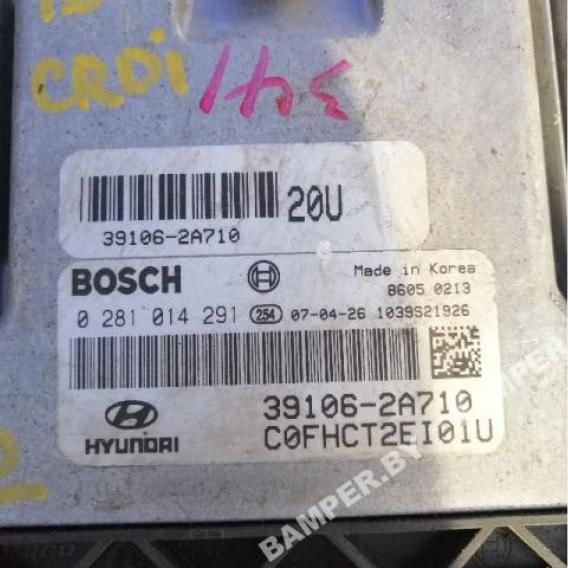 CRDi
39106-2A710
20U
BOSCH
Made in Korea
8605 0213
0 281 014 291 254 07-04-26 1039S21926
39106-2A710
HYUNDAI
C0FHCT2EI01U
BAMPER.BY